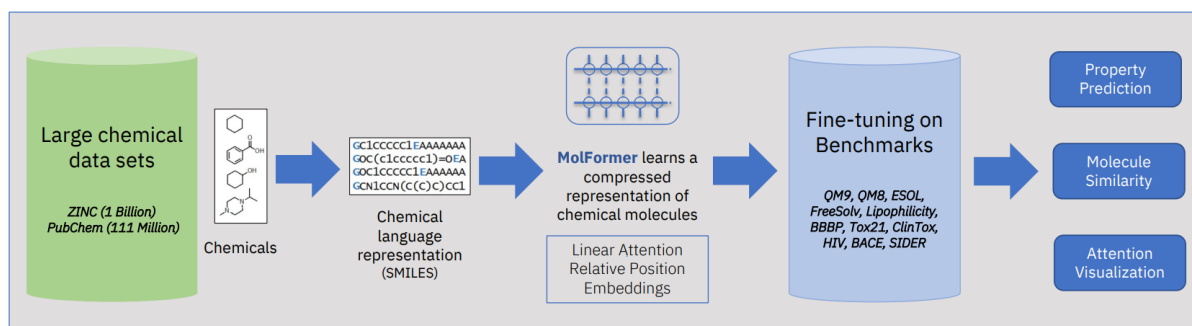 Large chemical
data sets
ZINC (1 Billion)
PubChem (111 Million)
OH
O
OH
N
N
Chemicals
GC1CCCCC1EAAAAAAA
GOC(c1ccccc1)=OEA
GOC1CCCCC1EAAAAAA
GCN1CCN(C(C)C)CC1
Chemical
language
representation
(SMILES)
MolFormer learns a
compressed
representation of
chemical molecules
Linear Attention
Relative Position
Embeddings
Fine-tuning on
Benchmarks
QM9, QM8, ESOL,
FreeSolv, Lipophilicity,
BBBP, Tox21, ClinTox,
HIV, BACE, SIDER
Property
Prediction
Molecule
Similarity
Attention
Visualization